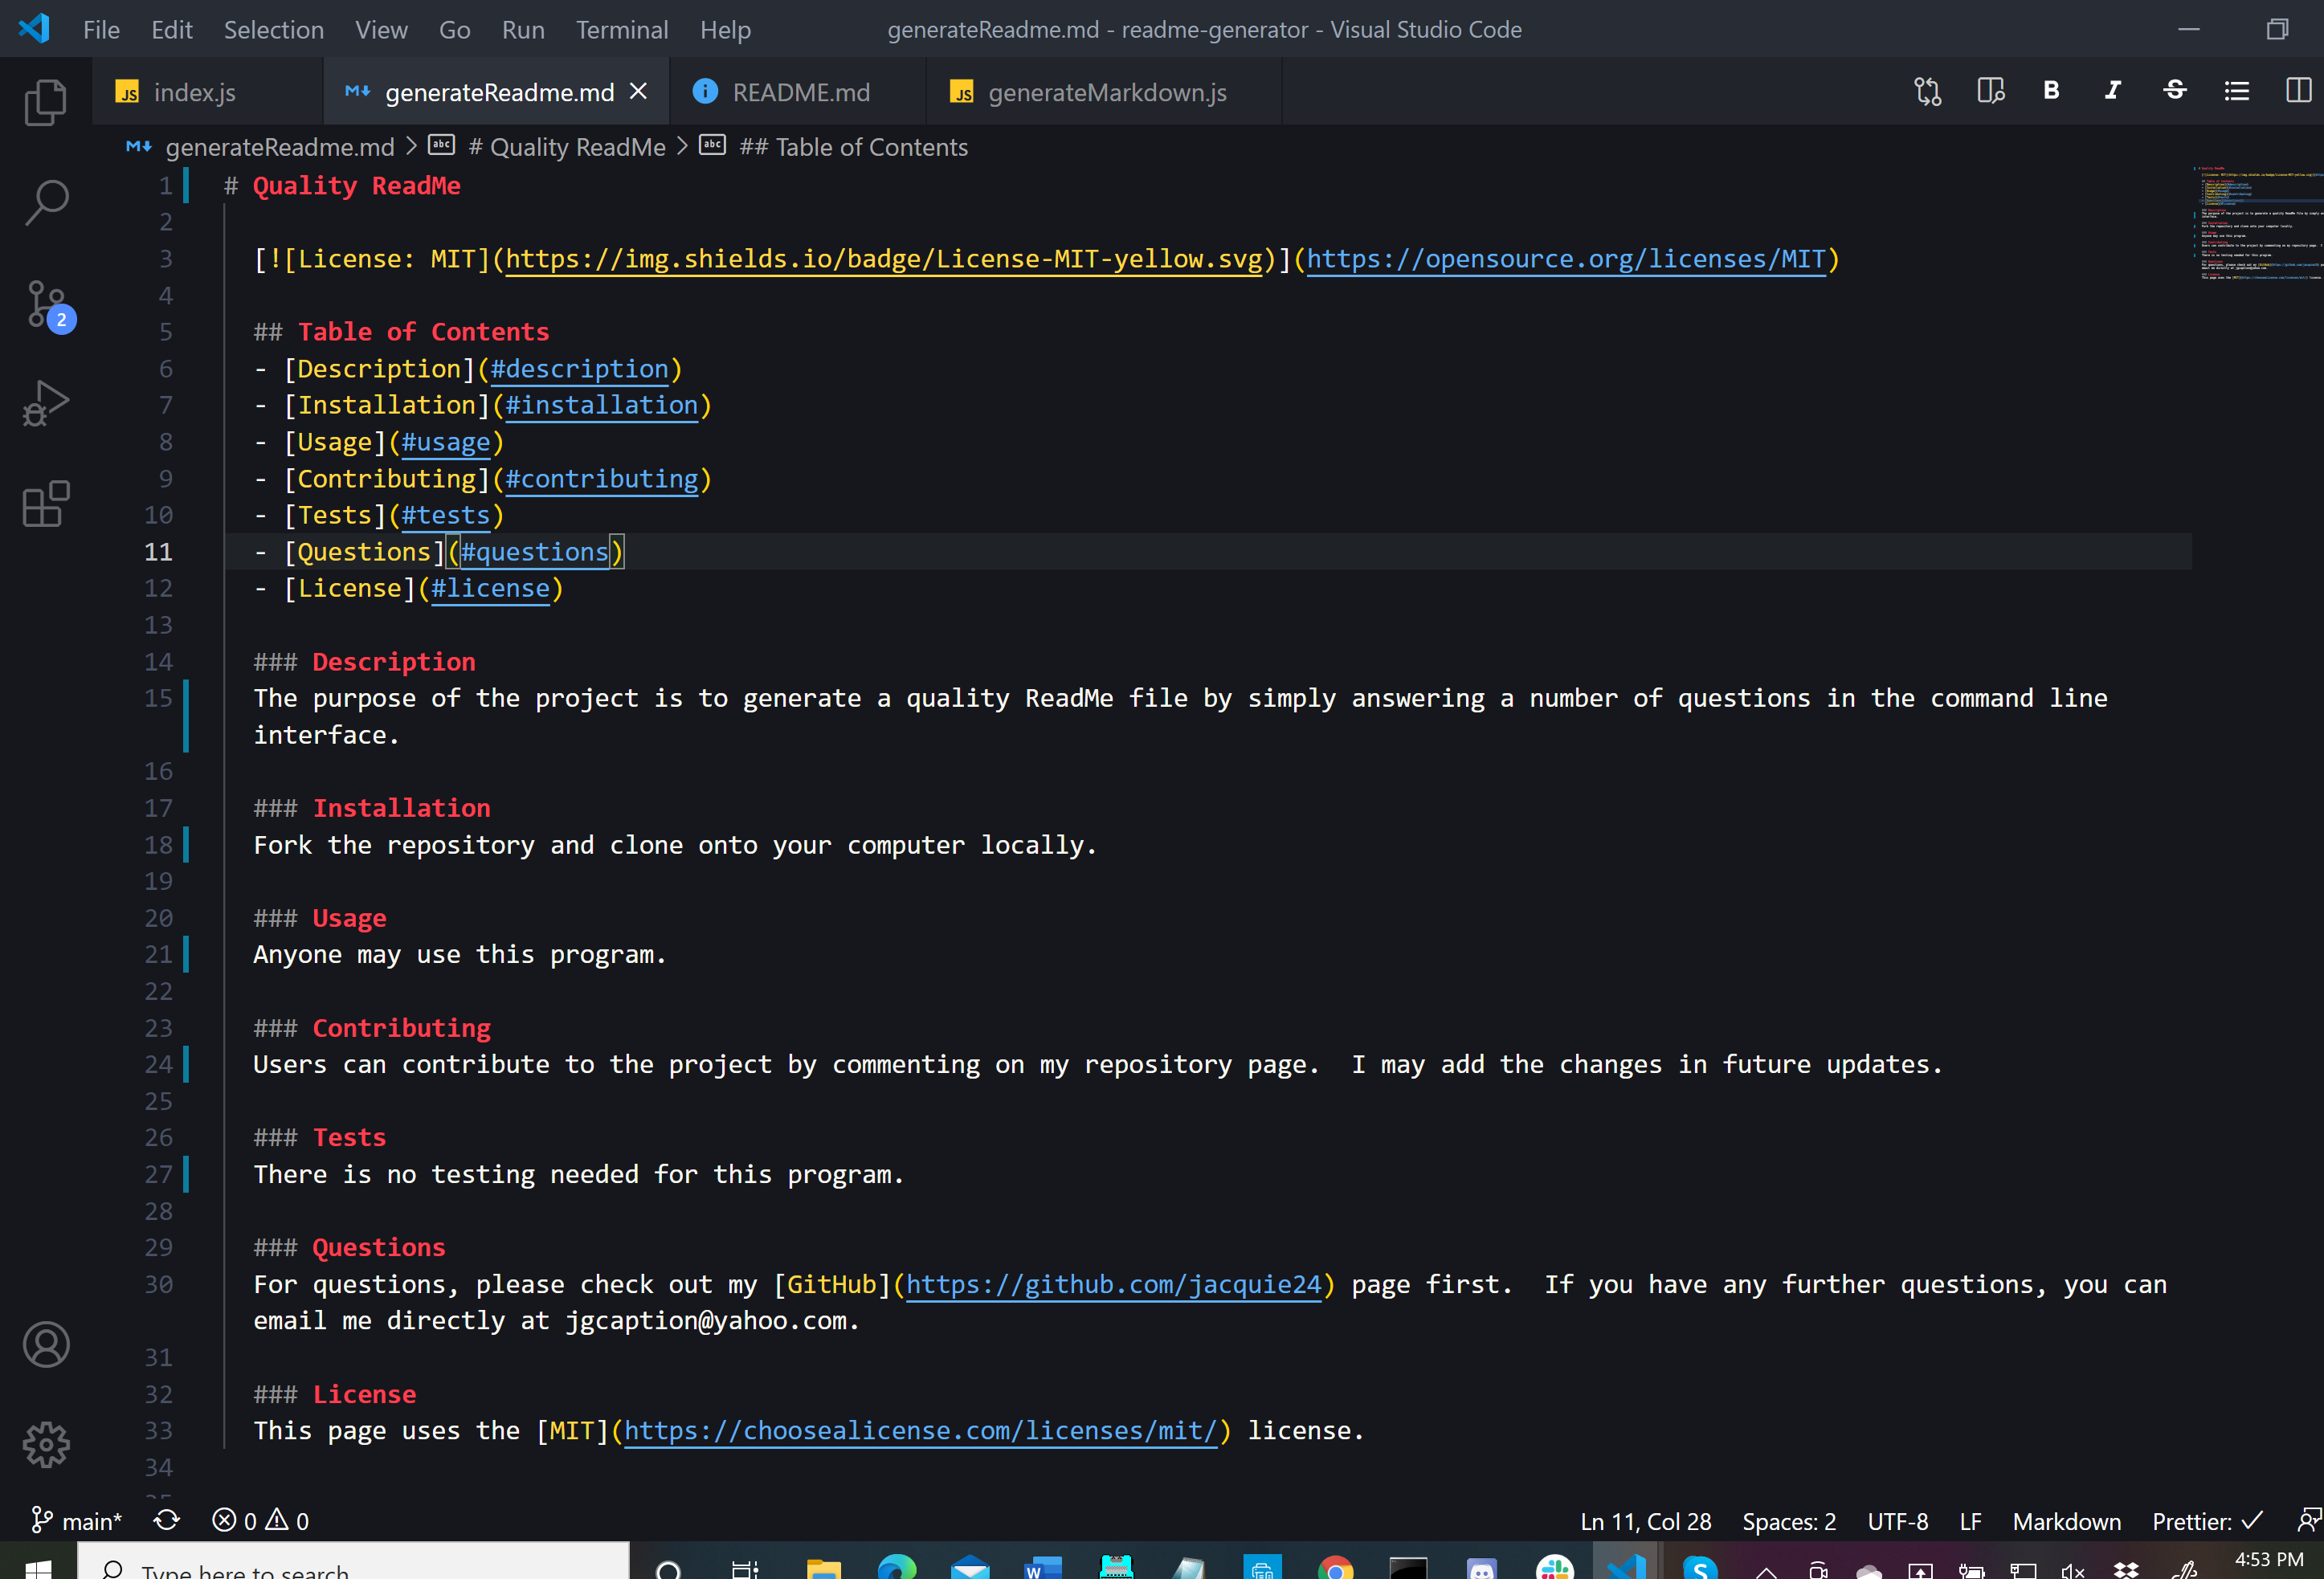 File Edit Selection View Go Run Terminal Help generateReadme.md - readme-generator - Visual Studio Code
JS index.js generateReadme.md README.md JS generateMarkdown.js B I S
generateReadme.md > abc # Quality ReadMe > abc ## Table of Contents
1 # Quality ReadMe
2
3 [![License: MIT](https://img.shields.io/badge/License-MIT-yellow.svg)](https://opensource.org/licenses/MIT)
4
5 ## Table of Contents
6 - [Description](#description)
7 - [Installation](#installation)
8 - [Usage](#usage)
9 - [Contributing](#contributing)
10 - [Tests](#tests)
11 - [Questions](#questions)
12 - [License](#license)
13
14 ### Description
15 The purpose of the project is to generate a quality ReadMe file by simply answering a number of questions in the command line
interface.
16
17 ### Installation
18 Fork the repository and clone onto your computer locally.
19
20 ### Usage
21 Anyone may use this program.
22
23 ### Contributing
24 Users can contribute to the project by commenting on my repository page.  I may add the changes in future updates.
25
26 ### Tests
27 There is no testing needed for this program.
28
29 ### Questions
30 For questions, please check out my [GitHub](https://github.com/jacquie24) page first.  If you have any further questions, you can
email me directly at jgcaption@yahoo.com.
31
32 ### License
33 This page uses the [MIT](https://choosealicense.com/licenses/mit/) license.
34
2
main* 0 0 Ln 11, Col 28 Spaces: 2 UTF-8 LF Markdown Prettier: ✓
Type here to search 4:53 PM